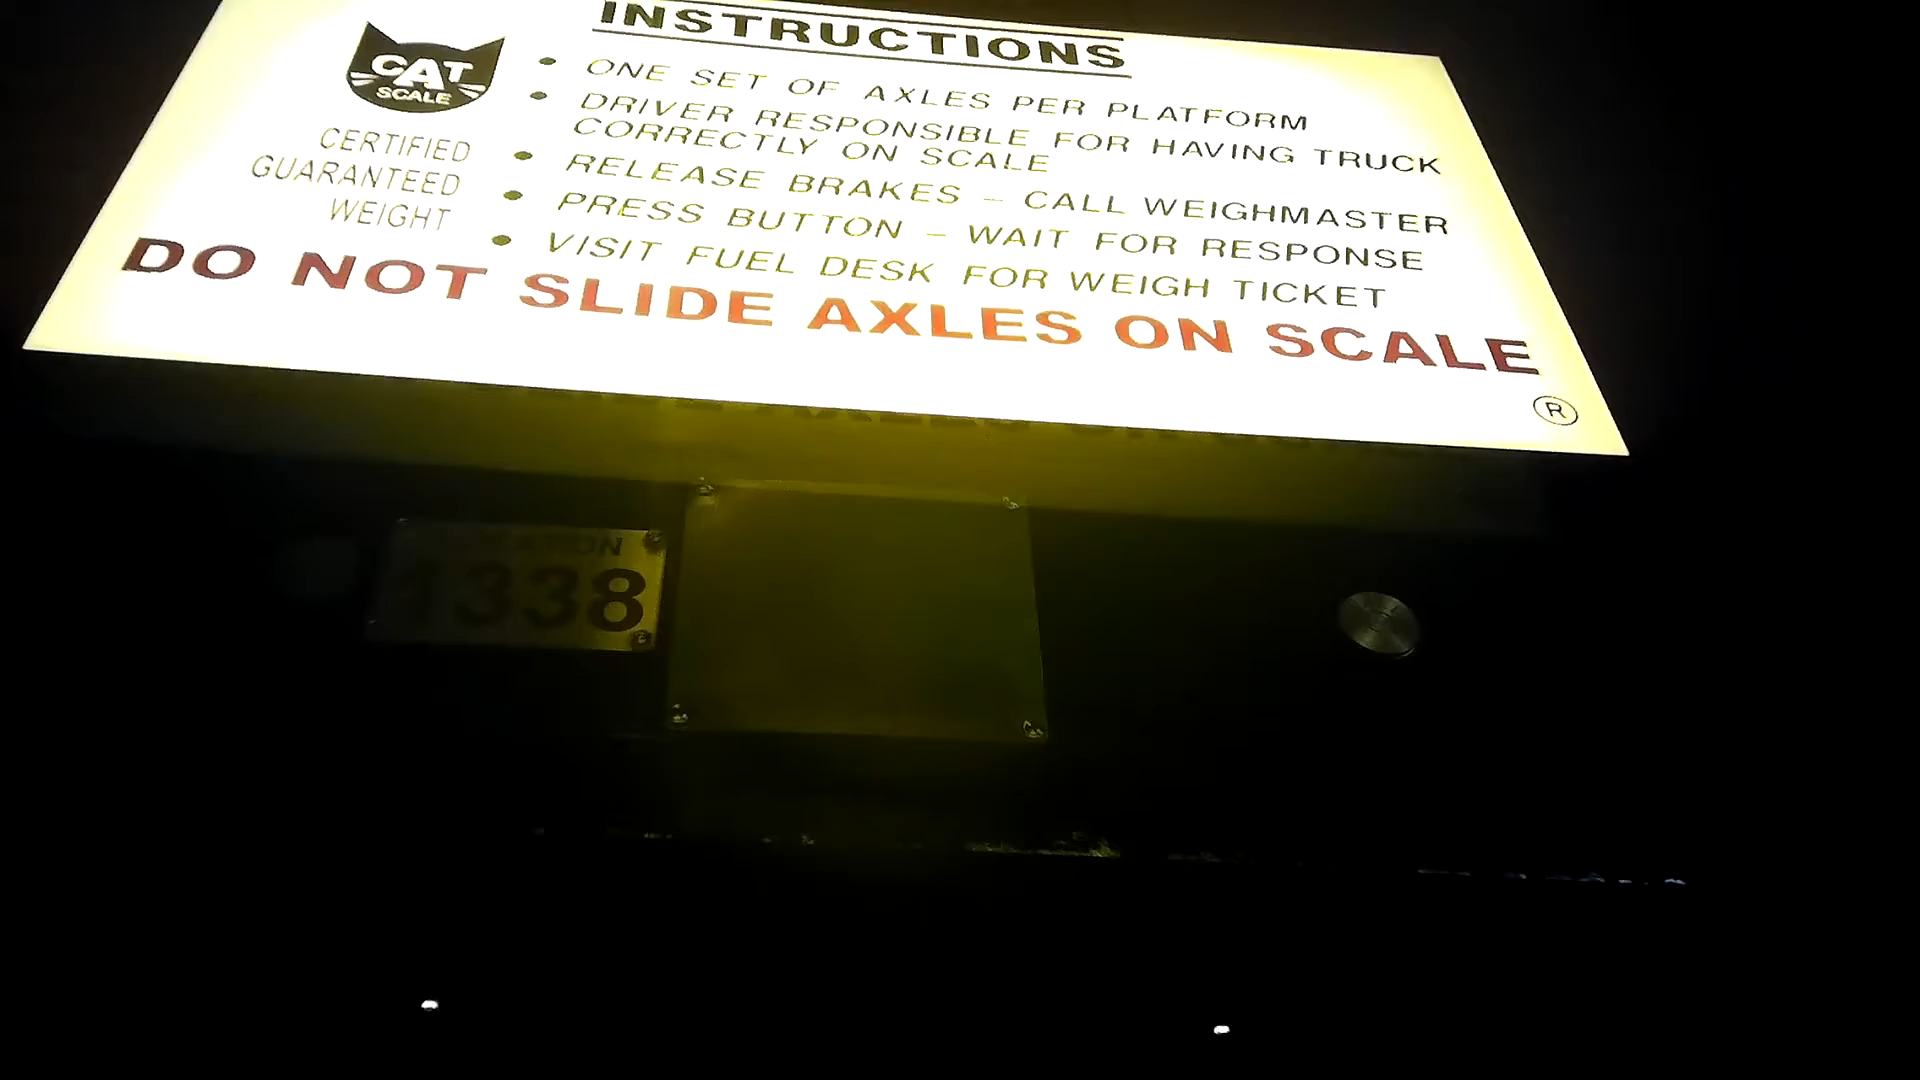 INSTRUCTIONS
CAT
SCALE
CERTIFIED
GUARANTEED
WEIGHT
• ONE SET OF AXLES PER PLATFORM
• DRIVER RESPONSIBLE FOR HAVING TRUCK
CORRECTLY ON SCALE
• RELEASE BRAKES – CALL WEIGHMASTER
• PRESS BUTTON – WAIT FOR RESPONSE
• VISIT FUEL DESK FOR WEIGH TICKET
DO NOT SLIDE AXLES ON SCALE
®
1338